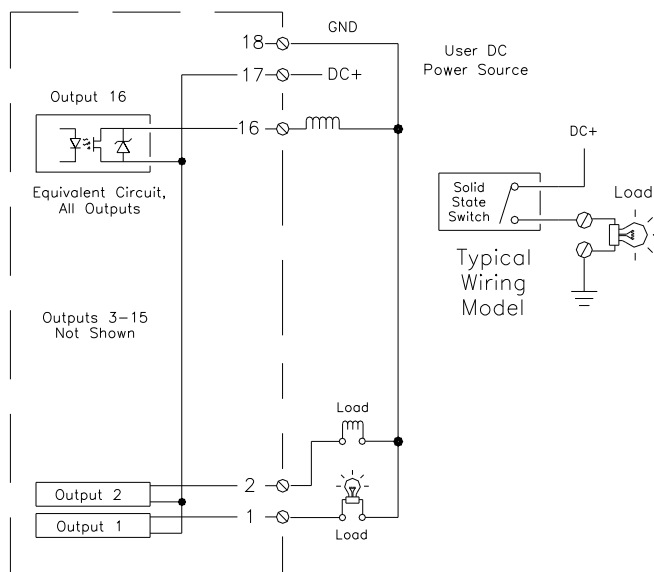 18
GND
17
DC+
User DC
Power Source
Output 16
16
DC+
Equivalent Circuit,
All Outputs
Solid
State
Switch
Load
Typical
Wiring
Model
Outputs 3-15
Not Shown
Load
Output 2
2
Output 1
1
Load